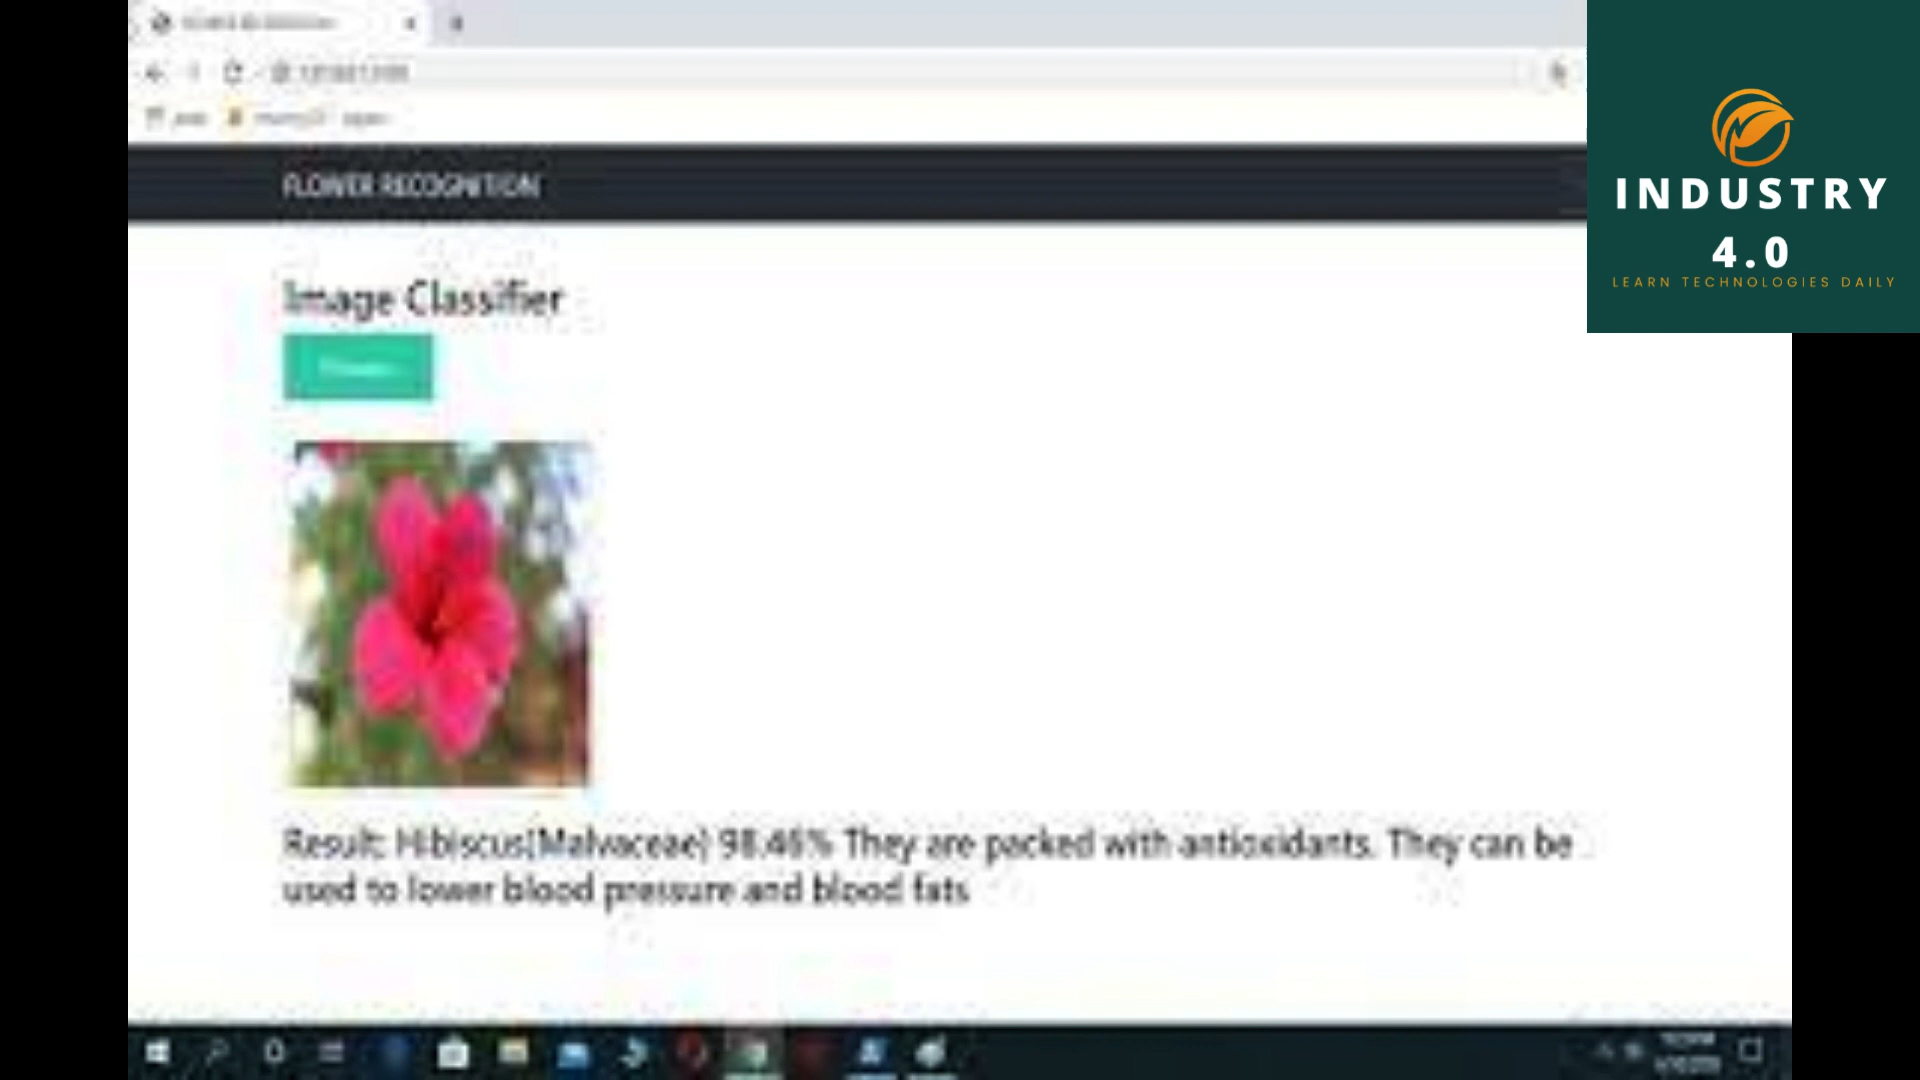 FLOWER RECOGNITION
INDUSTRY
4.0
LEARN TECHNOLOGIES DAILY
Image Classifier
Result: Hibiscus(Malvaceae) 98.46% They are packed with antioxidants. They can be
used to lower blood pressure and blood fats